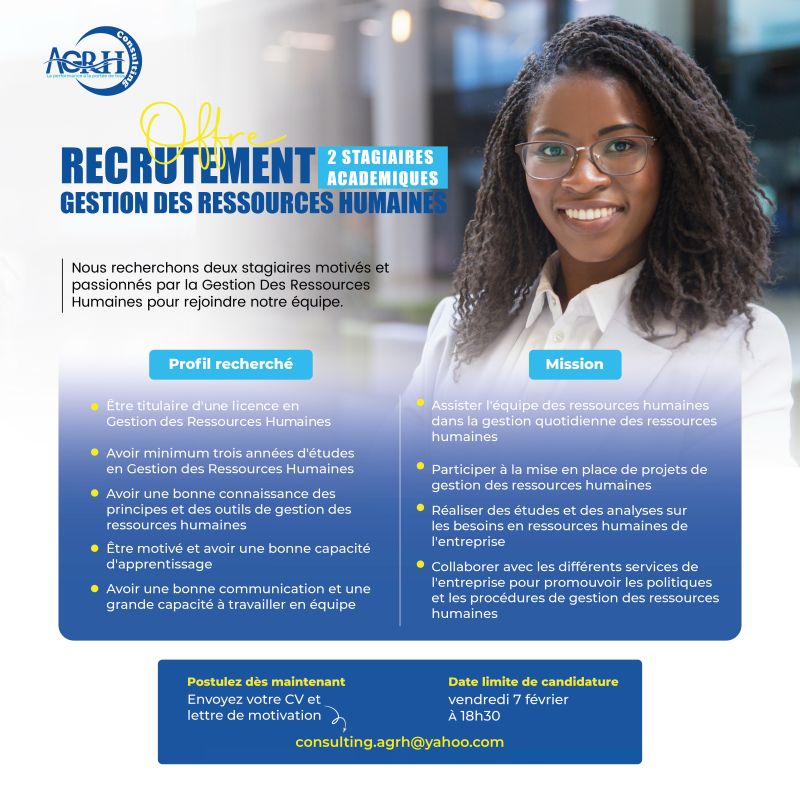 AGRH
Consulting
La performance à la portée de tous
Offre
RECRUTEMENT
2 STAGIAIRES
ACADEMIQUES
GESTION DES RESSOURCES HUMAINES
Nous recherchons deux stagiaires motivés et
passionnés par la Gestion Des Ressources
Humaines pour rejoindre notre équipe.
Profil recherché
Être titulaire d'une licence en
Gestion des Ressources Humaines
Avoir minimum trois années d'études
en Gestion des Ressources Humaines
Avoir une bonne connaissance des
principes et des outils de gestion des
ressources humaines
Être motivé et avoir une bonne capacité
d'apprentissage
Avoir une bonne communication et une
grande capacité à travailler en équipe
Mission
Assister l'équipe des ressources humaines
dans la gestion quotidienne des ressources
humaines
Participer à la mise en place de projets de
gestion des ressources humaines
Réaliser des études et des analyses sur
les besoins en ressources humaines de
l'entreprise
Collaborer avec les différents services de
l'entreprise pour promouvoir les politiques
et les procédures de gestion des ressources
humaines
Postulez dès maintenant
Envoyez votre CV et
lettre de motivation
Date limite de candidature
vendredi 7 février
À 18h30
consulting.agrh@yahoo.com